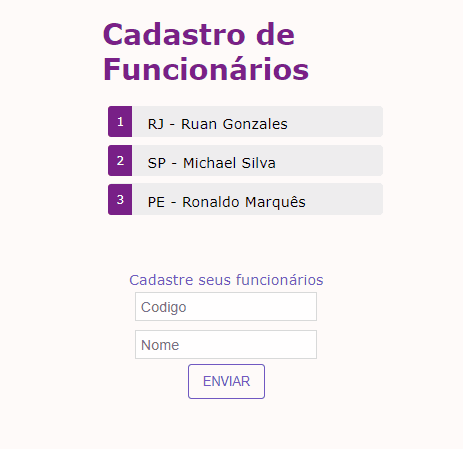 Cadastro de
Funcionários
1 RJ - Ruan Gonzales
2 SP - Michael Silva
3 PE - Ronaldo Marquês
Cadastre seus funcionários
Codigo
Nome
ENVIAR